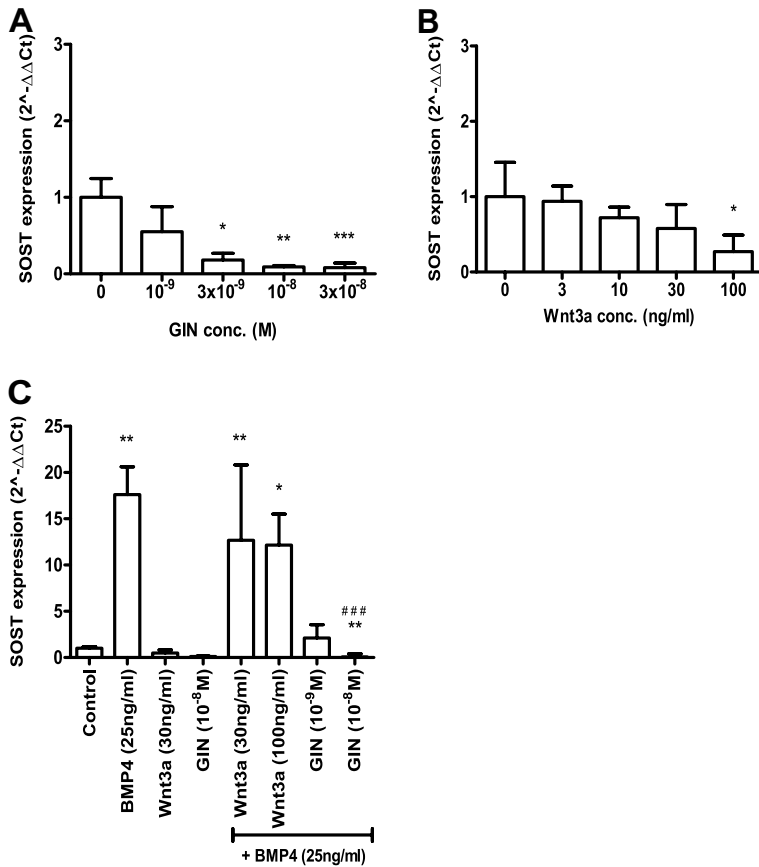 A
SOST expression (2^-ΔΔCt)
3
2
1
0
*
**
***
0 10-9 3x10-9 10-8 3x10-8
GIN conc. (M)
B
SOST expression (2^-ΔΔCt)
3
2
1
0
*
0 3 10 30 100
Wnt3a conc. (ng/ml)
C
SOST expression (2^-ΔΔCt)
25
20
15
10
5
0
**
**
*
###
**
Control
BMP4 (25ng/ml)
Wnt3a (30ng/ml)
GIN (10-8M)
Wnt3a (30ng/ml)
Wnt3a (100ng/ml)
GIN (10-9M)
GIN (10-8M)
+ BMP4 (25ng/ml)